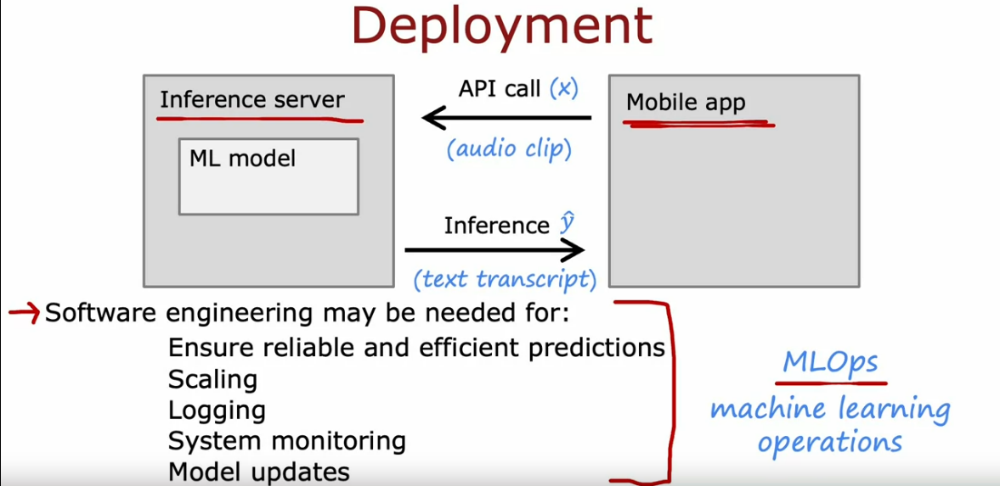 Deployment
Inference server
ML model
API call (x)
(audio clip)
Inference ŷ
(text transcript)
Mobile app
Software engineering may be needed for:
Ensure reliable and efficient predictions
Scaling
Logging
System monitoring
Model updates
MLOps
machine learning
operations